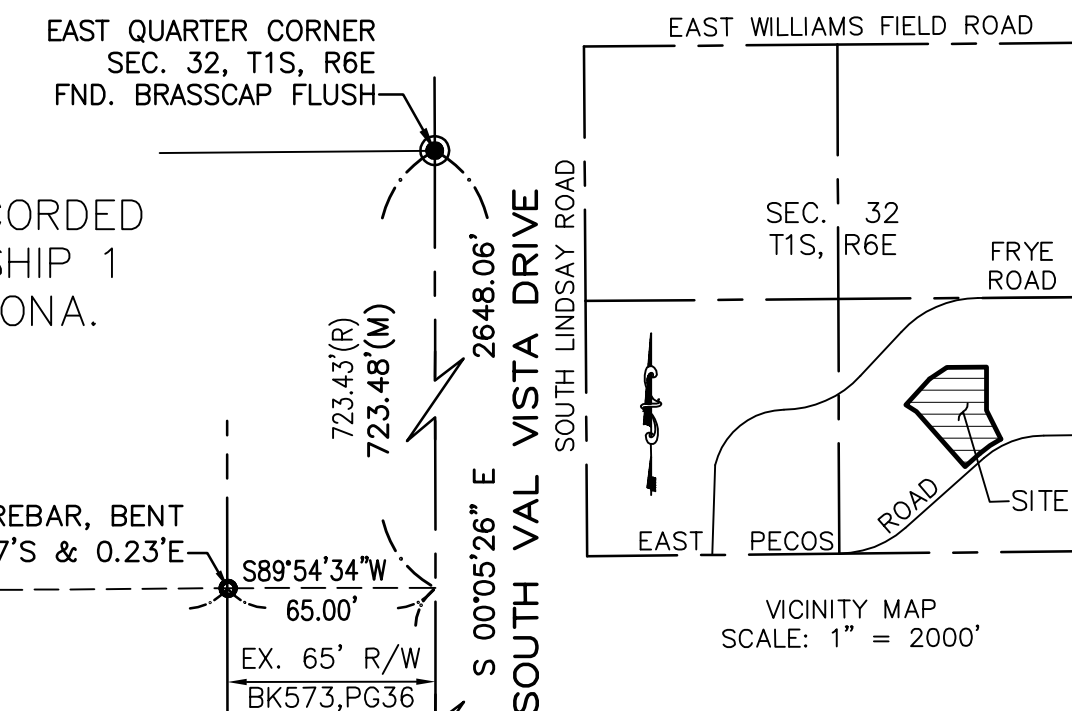 EAST QUARTER CORNER
SEC. 32, T1S, R6E
FND. BRASSCAP FLUSH
CORDED
SHIP 1
ONA.
723.43'(R)
723.48'(M)
2648.06'
S 00°05'26" E
SOUTH VAL VISTA DRIVE
REBAR, BENT
7'S & 0.23'E
S89°54'34"W
65.00'
EX. 65' R/W
BK573,PG36
EAST WILLIAMS FIELD ROAD
SOUTH LINDSAY ROAD
SEC. 32
T1S, R6E
FRYE
ROAD
SITE
EAST PECOS ROAD
VICINITY MAP
SCALE: 1" = 2000'